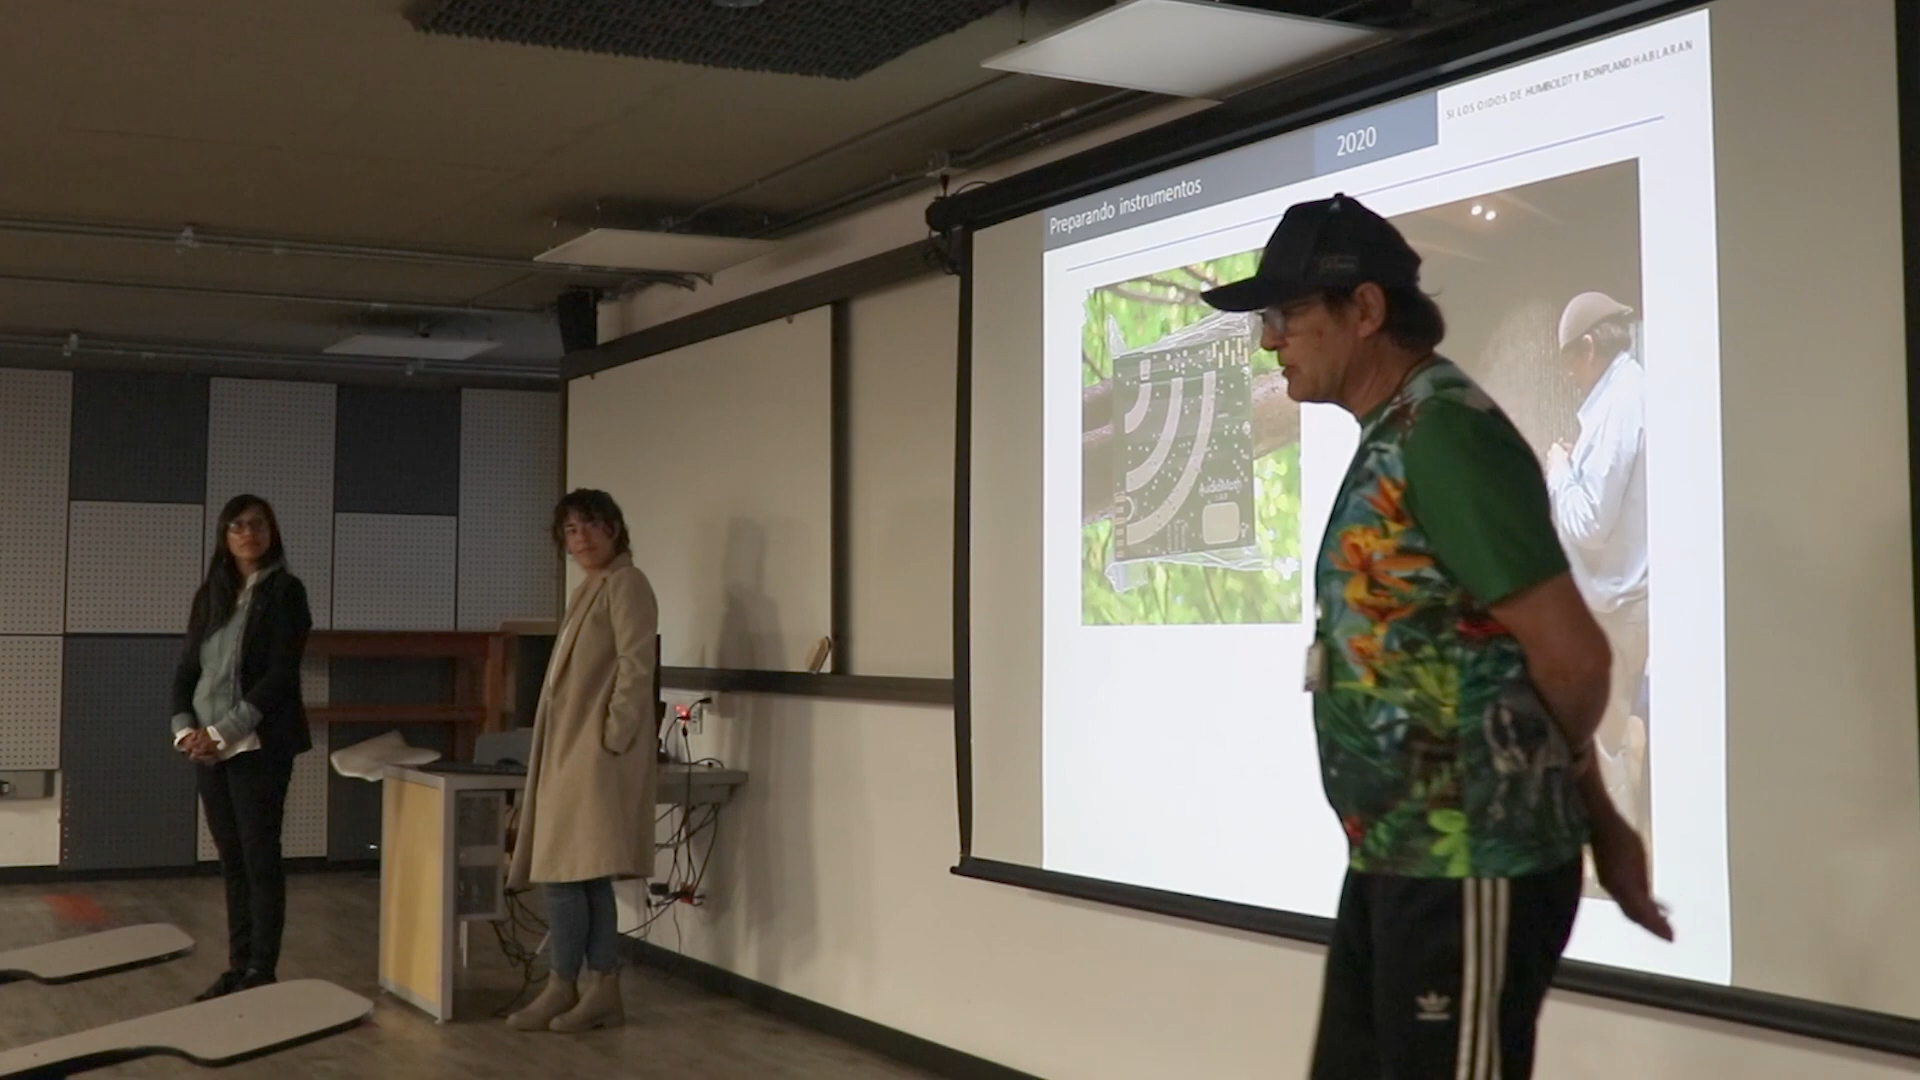 SI LOS OIDOS DE HUMBOLDT Y BONPLAND HABLARAN
2020
Preparando instrumentos
AudioMoth